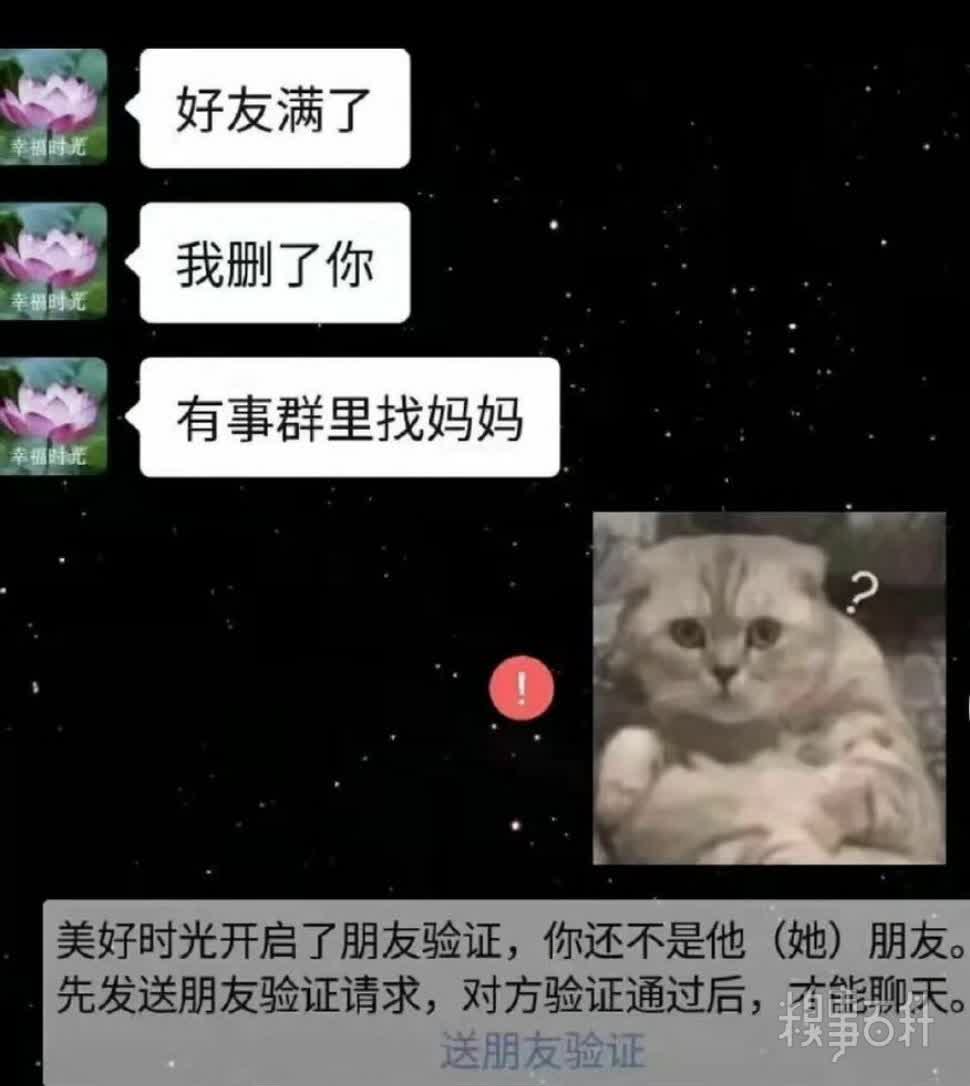 好友满了
幸福时光
我删了你
幸福时光
有事群里找妈妈
幸福时光
?
!
美好时光开启了朋友验证，你还不是他（她）朋友。
先发送朋友验证请求，对方验证通过后，才能聊天。
送朋友验证
糗事百科